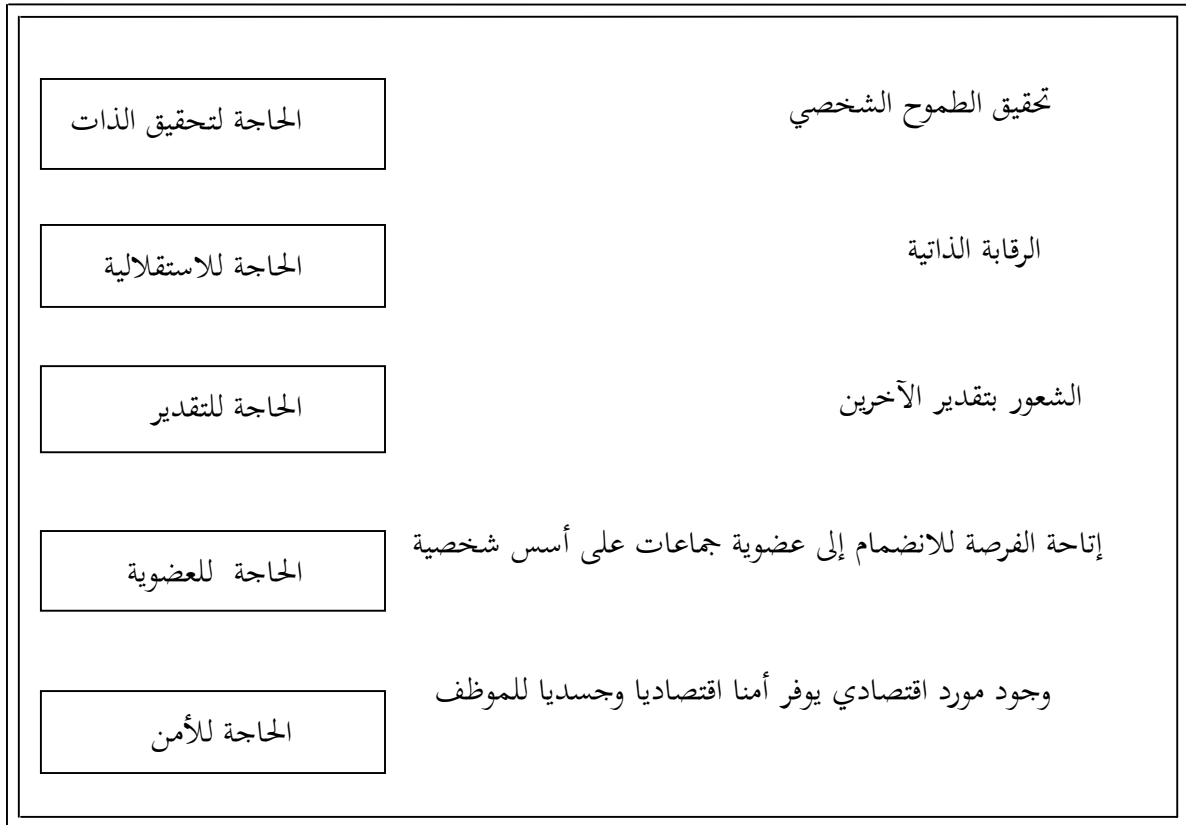 تحقيق الطموح الشخصي
الحاجة لتحقيق الذات
الرقابة الذاتية
الحاجة للاستقلالية
الشعور بتقدير الآخرين
الحاجة للتقدير
إتاحة الفرصة للانضمام إلى عضوية جماعات على أسس شخصية
الحاجة للعضوية
وجود مورد اقتصادي يوفر أمنا اقتصاديا وجسديا للموظف
الحاجة للأمن